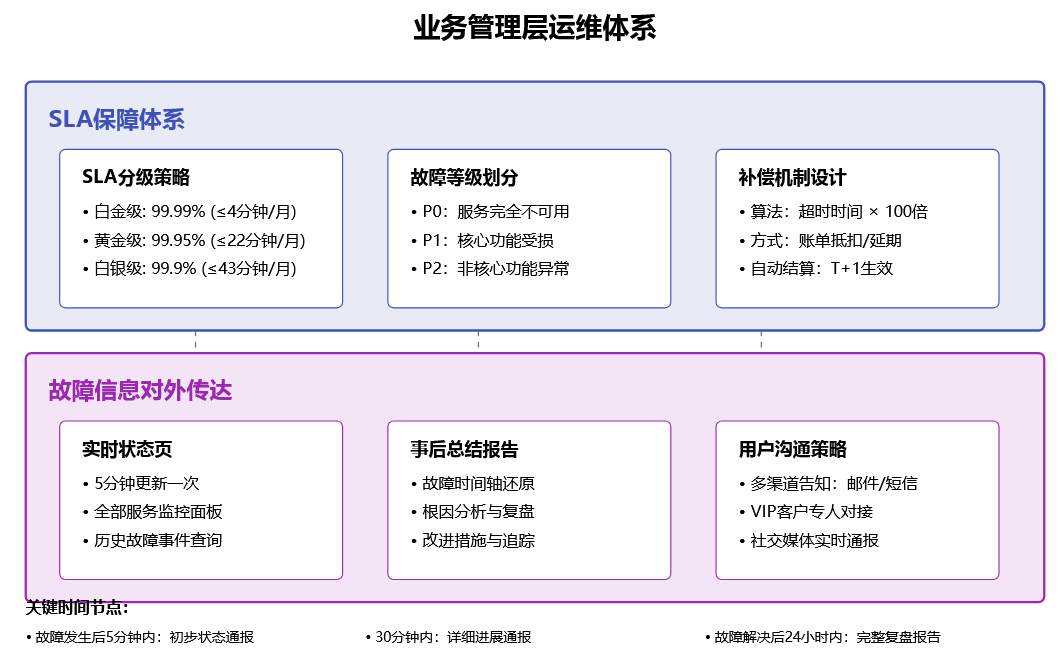 业务管理层运维体系
SLA保障体系
SLA分级策略
• 白金级: 99.99% (≤4分钟/月)
• 黄金级: 99.95% (≤22分钟/月)
• 白银级: 99.9% (≤43分钟/月)
故障等级划分
• P0：服务完全不可用
• P1：核心功能受损
• P2：非核心功能异常
补偿机制设计
• 算法：超时时间 × 100倍
• 方式：账单抵扣/延期
• 自动结算：T+1生效
故障信息对外传达
实时状态页
• 5分钟更新一次
• 全部服务监控面板
• 历史故障事件查询
事后总结报告
• 故障时间轴还原
• 根因分析与复盘
• 改进措施与追踪
用户沟通策略
• 多渠道告知：邮件/短信
• VIP客户专人对接
• 社交媒体实时通报
关键时间节点：
• 故障发生后5分钟内：初步状态通报
• 30分钟内：详细进展通报
• 故障解决后24小时内：完整复盘报告